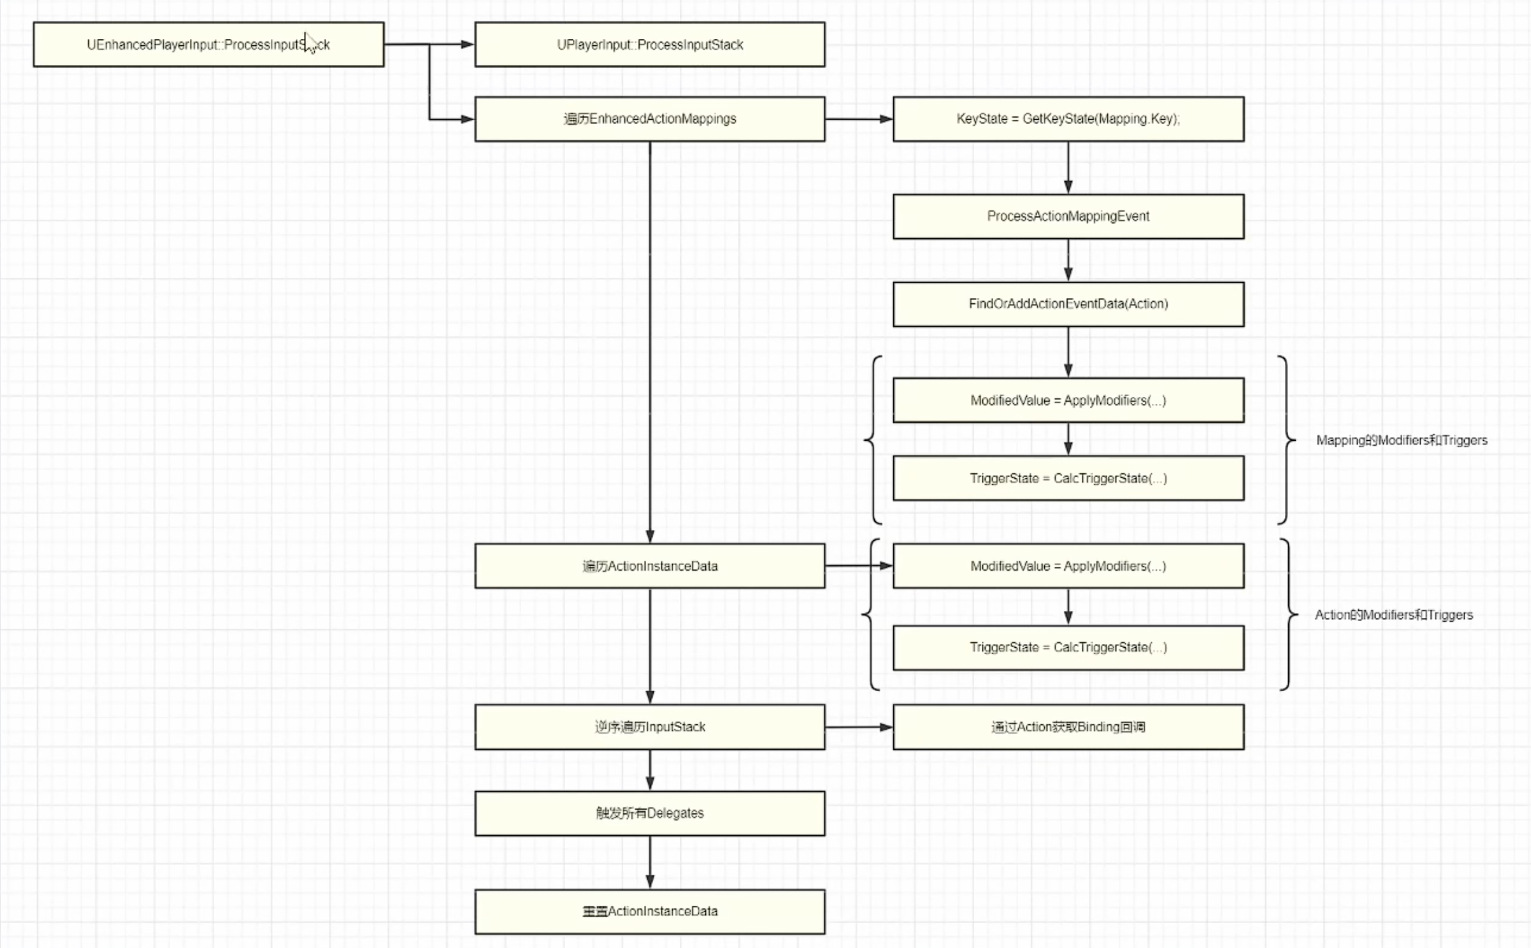 UEnhancedPlayerInput::ProcessInputStack
UPlayerInput::ProcessInputStack
遍历EnhancedActionMappings
KeyState = GetKeyState(Mapping.Key);
ProcessActionMappingEvent
FindOrAddActionEventData(Action)
ModifiedValue = ApplyModifiers(...)
Mapping的Modifiers和Triggers
TriggerState = CalcTriggerState(...)
遍历ActionInstanceData
ModifiedValue = ApplyModifiers(...)
Action的Modifiers和Triggers
TriggerState = CalcTriggerState(...)
逆序遍历InputStack
通过Action获取Binding回调
触发所有Delegates
重置ActionInstanceData